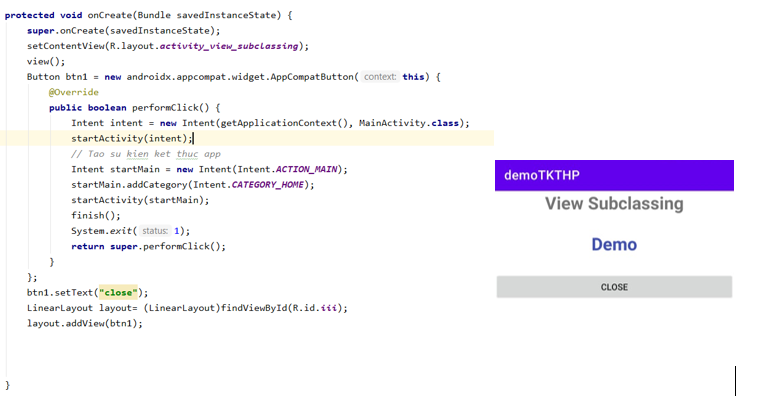 protected void onCreate(Bundle savedInstanceState) {
super.onCreate(savedInstanceState);
setContentView(R.layout.activity_view_subclassing);
view();
Button btn1 = new androidx.appcompat.widget.AppCompatButton( context: this) {
@Override
public boolean performClick() {
Intent intent = new Intent(getApplicationContext(), MainActivity.class);
startActivity(intent);
// Tao su kien ket thuc app
Intent startMain = new Intent(Intent.ACTION_MAIN);
startMain.addCategory(Intent.CATEGORY_HOME);
startActivity(startMain);
finish();
System.exit( status: 1);
return super.performClick();
}
};
btn1.setText("close");
LinearLayout layout= (LinearLayout)findViewById(R.id.iii);
layout.addView(btn1);
}
demoTKTHP
View Subclassing
Demo
CLOSE